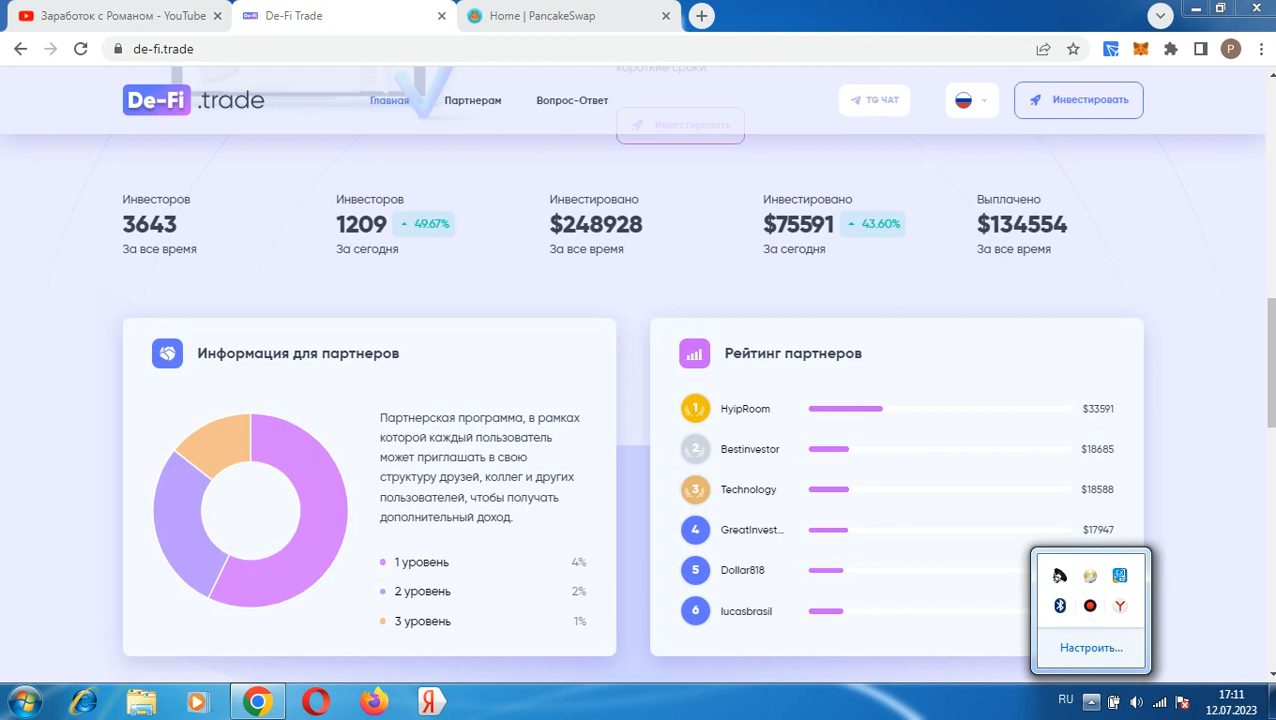 Заработок с Романом - YouTube
De-Fi Trade
Home | PancakeSwap
de-fi.trade
P
короткие сроки.
De-Fi .trade
Главная
Партнерам
Вопрос-Ответ
TG ЧАТ
Инвестировать
Инвестировать
Инвесторов
3643
За все время
Инвесторов
1209
49.67%
За сегодня
Инвестировано
$248928
За все время
Инвестировано
$75591
43.60%
За сегодня
Выплачено
$134554
За все время
Информация для партнеров
Партнерская программа, в рамках
которой каждый пользователь
может приглашать в свою
структуру друзей, коллег и других
пользователей, чтобы получать
дополнительный доход.
1 уровень 4%
2 уровень 2%
3 уровень 1%
Рейтинг партнеров
1 HyipRoom $33591
2 Bestinvestor $18685
3 Technology $18588
4 GreatInvest... $17947
5 Dollar818
6 lucasbrasil
Настроить...
RU
17:11
12.07.2023